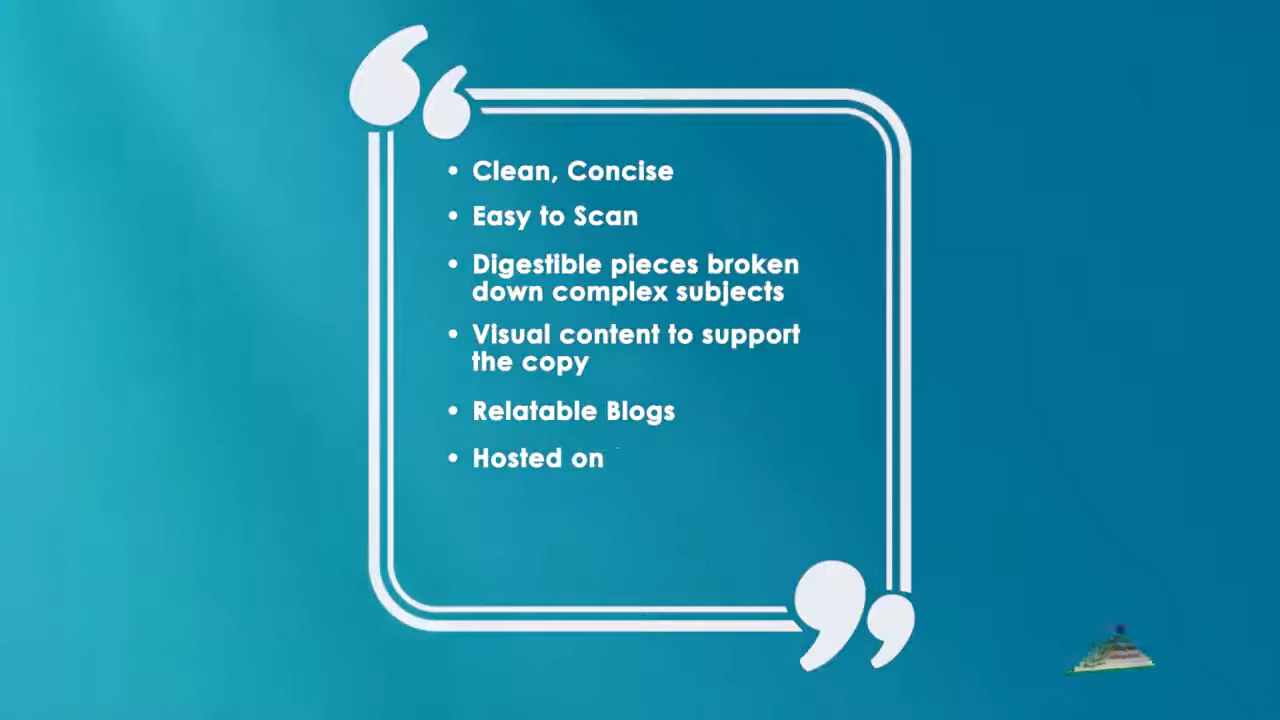 • Clean, Concise
• Easy to Scan
• Digestible pieces broken
down complex subjects
• Visual content to support
the copy
• Relatable Blogs
• Hosted on